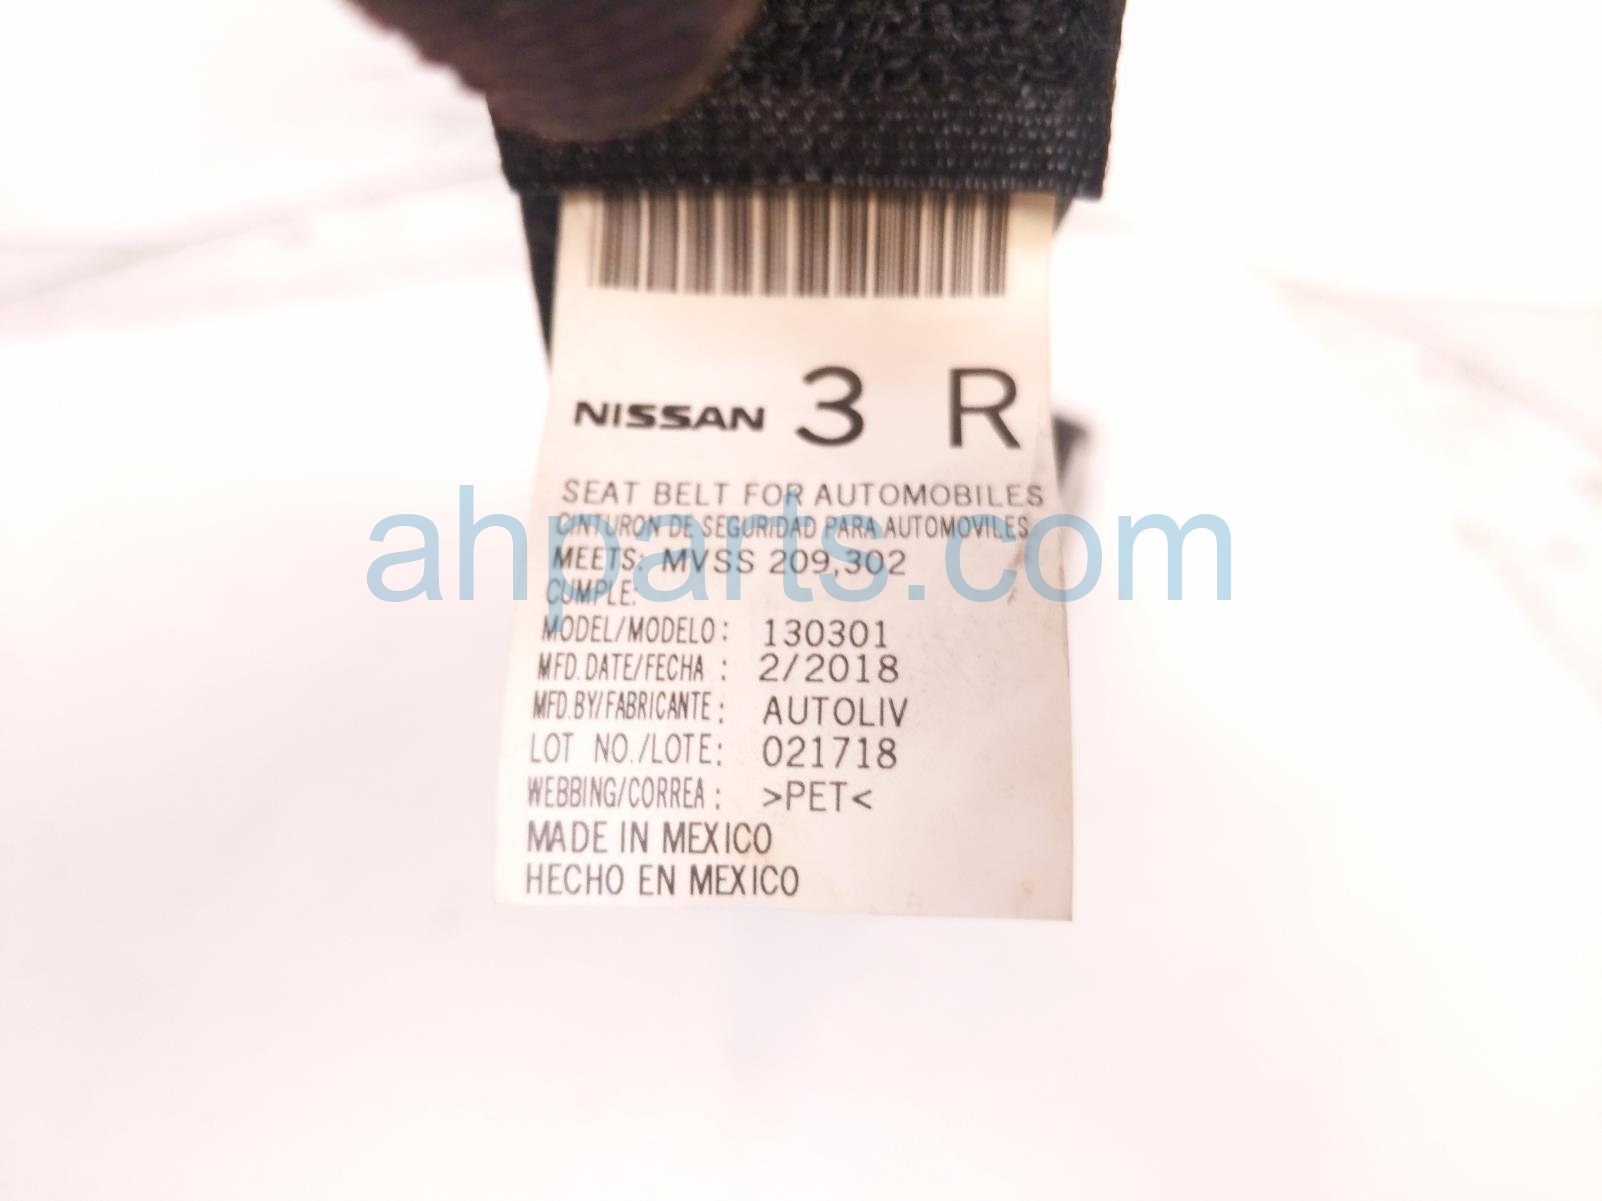 NISSAN 3 R
SEAT BELT FOR AUTOMOBILES
CINTURON DE SEGURIDAD PARA AUTOMOVILES
MEETS: MVSS 209,302
CUMPLE:
MODEL/MODELO: 130301
MFD.DATE/FECHA : 2/2018
MFD.BY/FABRICANTE: AUTOLIV
LOT NO./LOTE: 021718
WEBBING/CORREA: >PET<
MADE IN MEXICO
HECHO EN MEXICO
ahparts.com